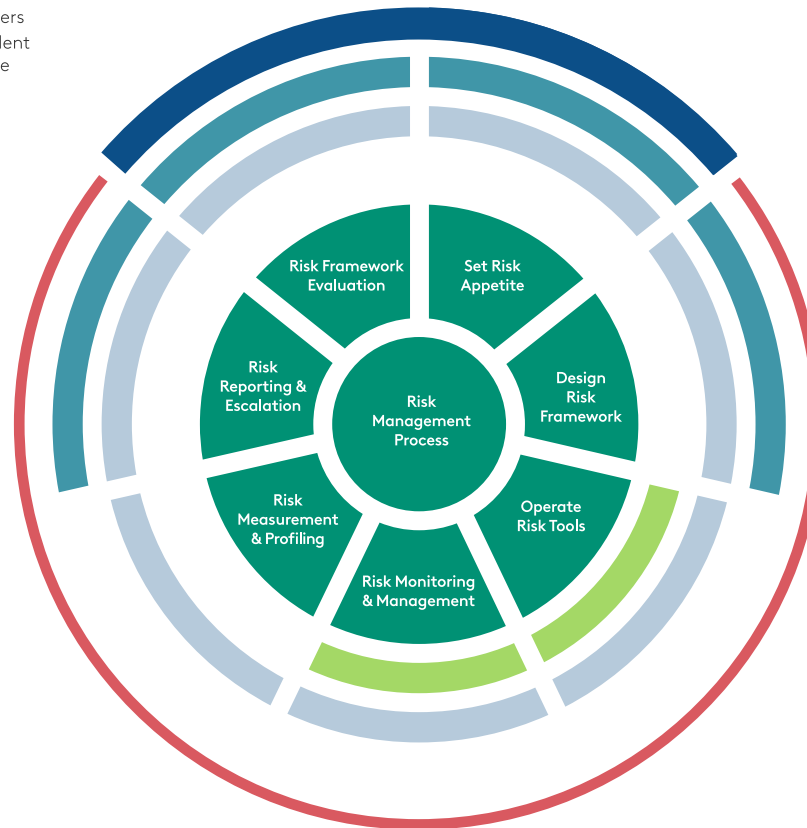 Risk Framework
Evaluation
Set Risk
Appetite
Design
Risk
Framework
Operate
Risk Tools
Risk Monitoring
& Management
Risk
Measurement
& Profiling
Risk
Reporting &
Escalation
Risk
Management
Process